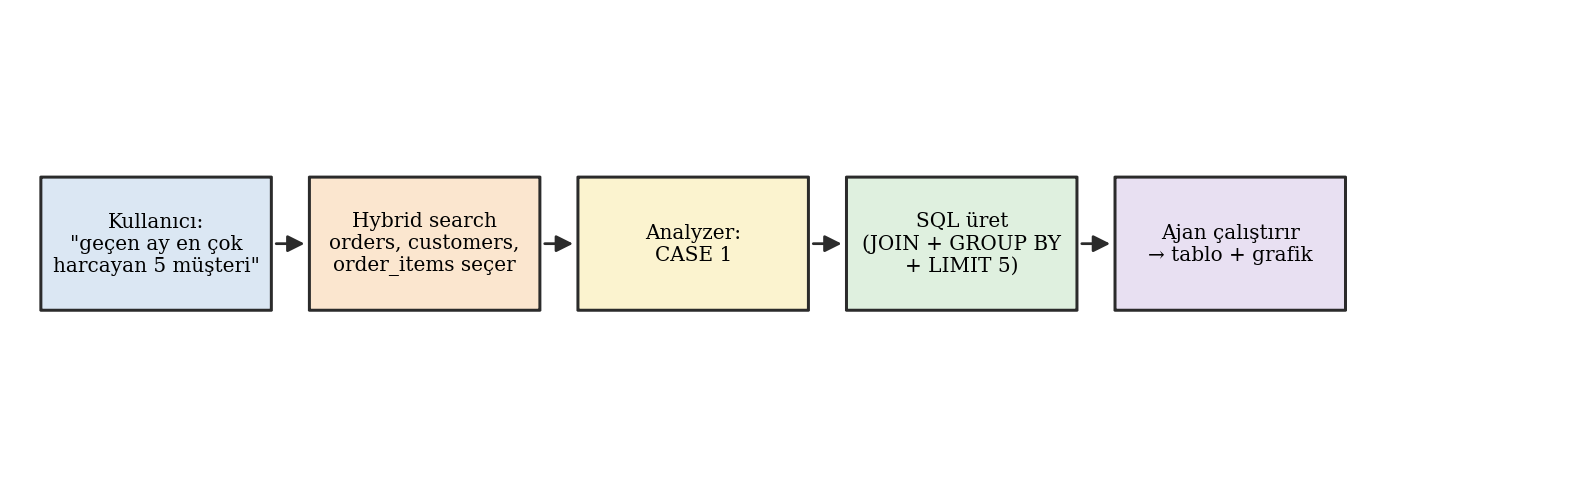 Kullanıcı:
"geçen ay en çok
harcayan 5 müşteri"
Hybrid search
orders, customers,
order_items seçer
Analyzer:
CASE 1
SQL üret
(JOIN + GROUP BY
+ LIMIT 5)
Ajan çalıştırır
→ tablo + grafik